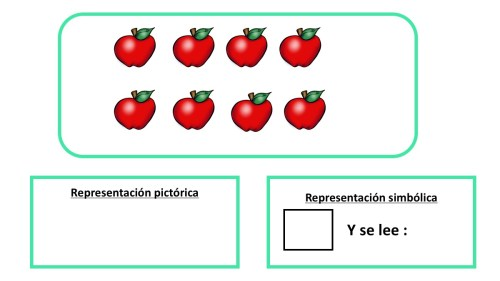 Representación pictórica
Representación simbólica
Y se lee :